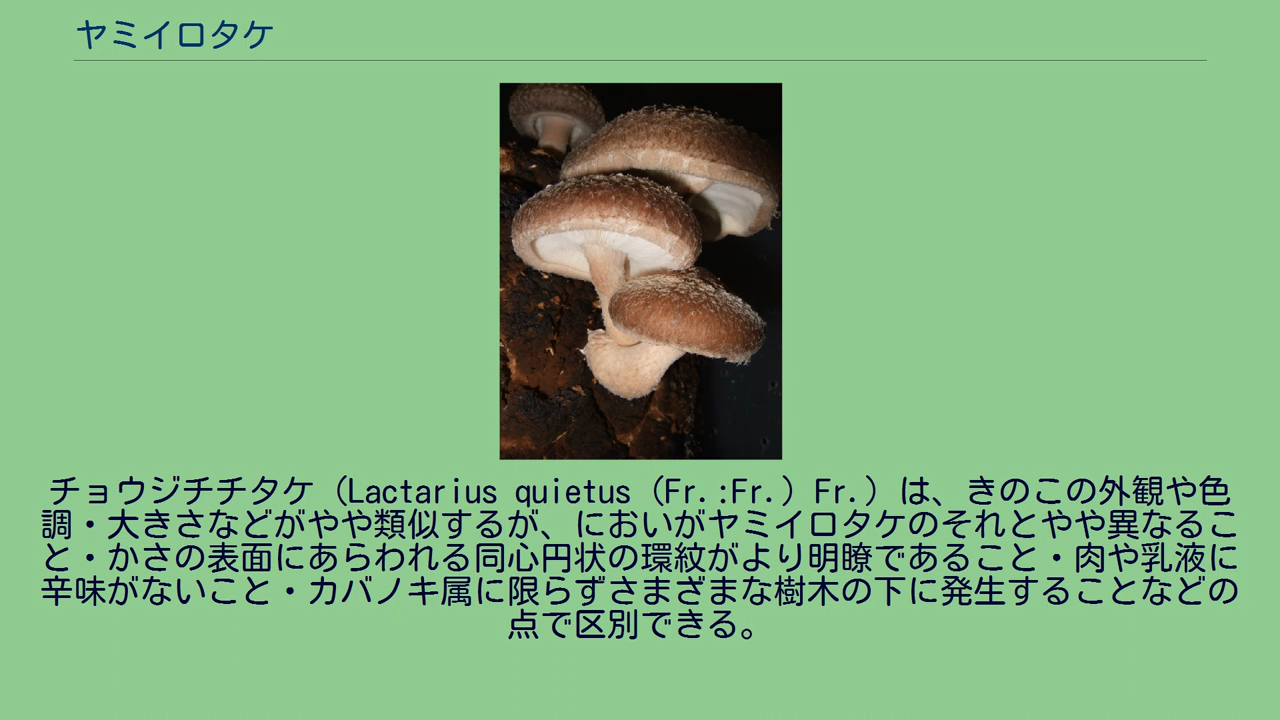 ヤミイロタケ
チョウジチチタケ（Lactarius quietus（Fr.:Fr.）Fr.）は、きのこの外観や色
調・大きさなどがやや類似するが、においがヤミイロタケのそれとやや異なるこ
と・かさの表面にあらわれる同心円状の環紋がより明瞭であること・肉や乳液に
辛味がないこと・カバノキ属に限らずさまざまな樹木の下に発生することなどの
点で区別できる。